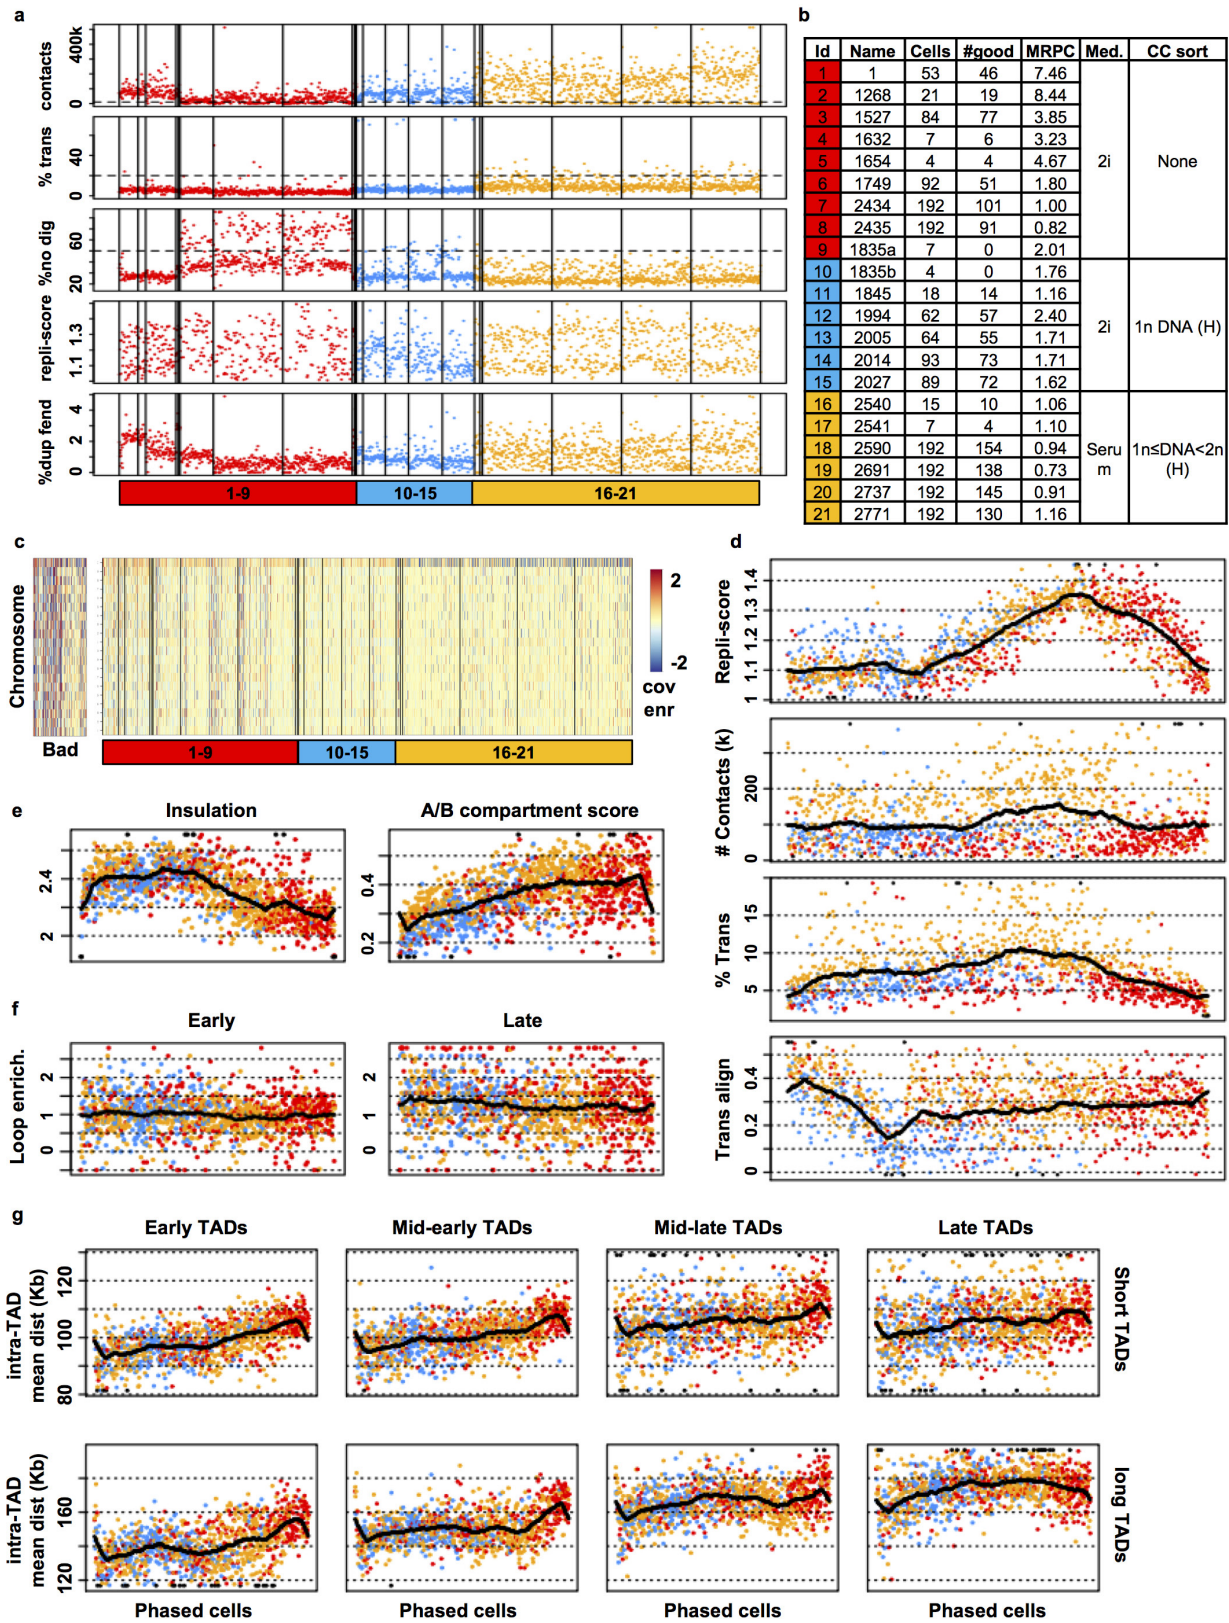 a
contacts
400k
0
% trans
40
0
%no dig
60
20
repli-score
1.3
1.1
%dup fend
4
2
0
1-9
10-15
16-21
b
Id Name Cells #good MRPC Med. CC sort
1 1 53 46 7.46
2 1268 21 19 8.44
3 1527 84 77 3.85
4 1632 7 6 3.23
5 1654 4 4 4.67 2i None
6 1749 92 51 1.80
7 2434 192 101 1.00
8 2435 192 91 0.82
9 1835a 7 0 2.01
10 1835b 4 0 1.76
11 1845 18 14 1.16
12 1994 62 57 2.40
13 2005 64 55 1.71 2i 1n DNA (H)
14 2014 93 73 1.71
15 2027 89 72 1.62
16 2540 15 10 1.06
17 2541 7 4 1.10
18 2590 192 154 0.94 Seru 1n≤DNA<2n
19 2691 192 138 0.73 m (H)
20 2737 192 145 0.91
21 2771 192 130 1.16
c
Chromosome
Bad
1-9
10-15
16-21
2
-2
cov
enr
d
Repli-score
1.4
1.3
1.2
1.1
1
# Contacts (k)
200
0
% Trans
15
10
5
Trans align
0.4
0.2
0
e
Insulation
2.4
2
A/B compartment score
0.4
0.2
f
Early
Late
Loop enrich.
2
1
0
2
1
0
g
Early TADs
Mid-early TADs
Mid-late TADs
Late TADs
intra-TAD
mean dist (Kb)
120
100
80
Short TADs
intra-TAD
mean dist (Kb)
160
120
long TADs
Phased cells
Phased cells
Phased cells
Phased cells